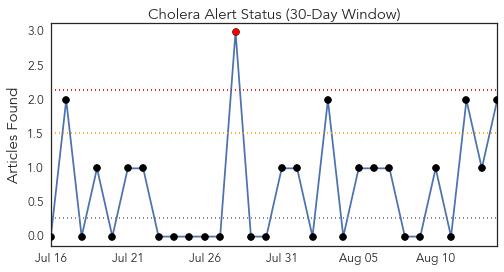 Cholera Alert Status (30-Day Window)
3.0
2.5
2.0
1.5
1.0
0.5
0.0
Articles Found
Jul 16 Jul 21 Jul 26 Jul 31 Aug 05 Aug 10